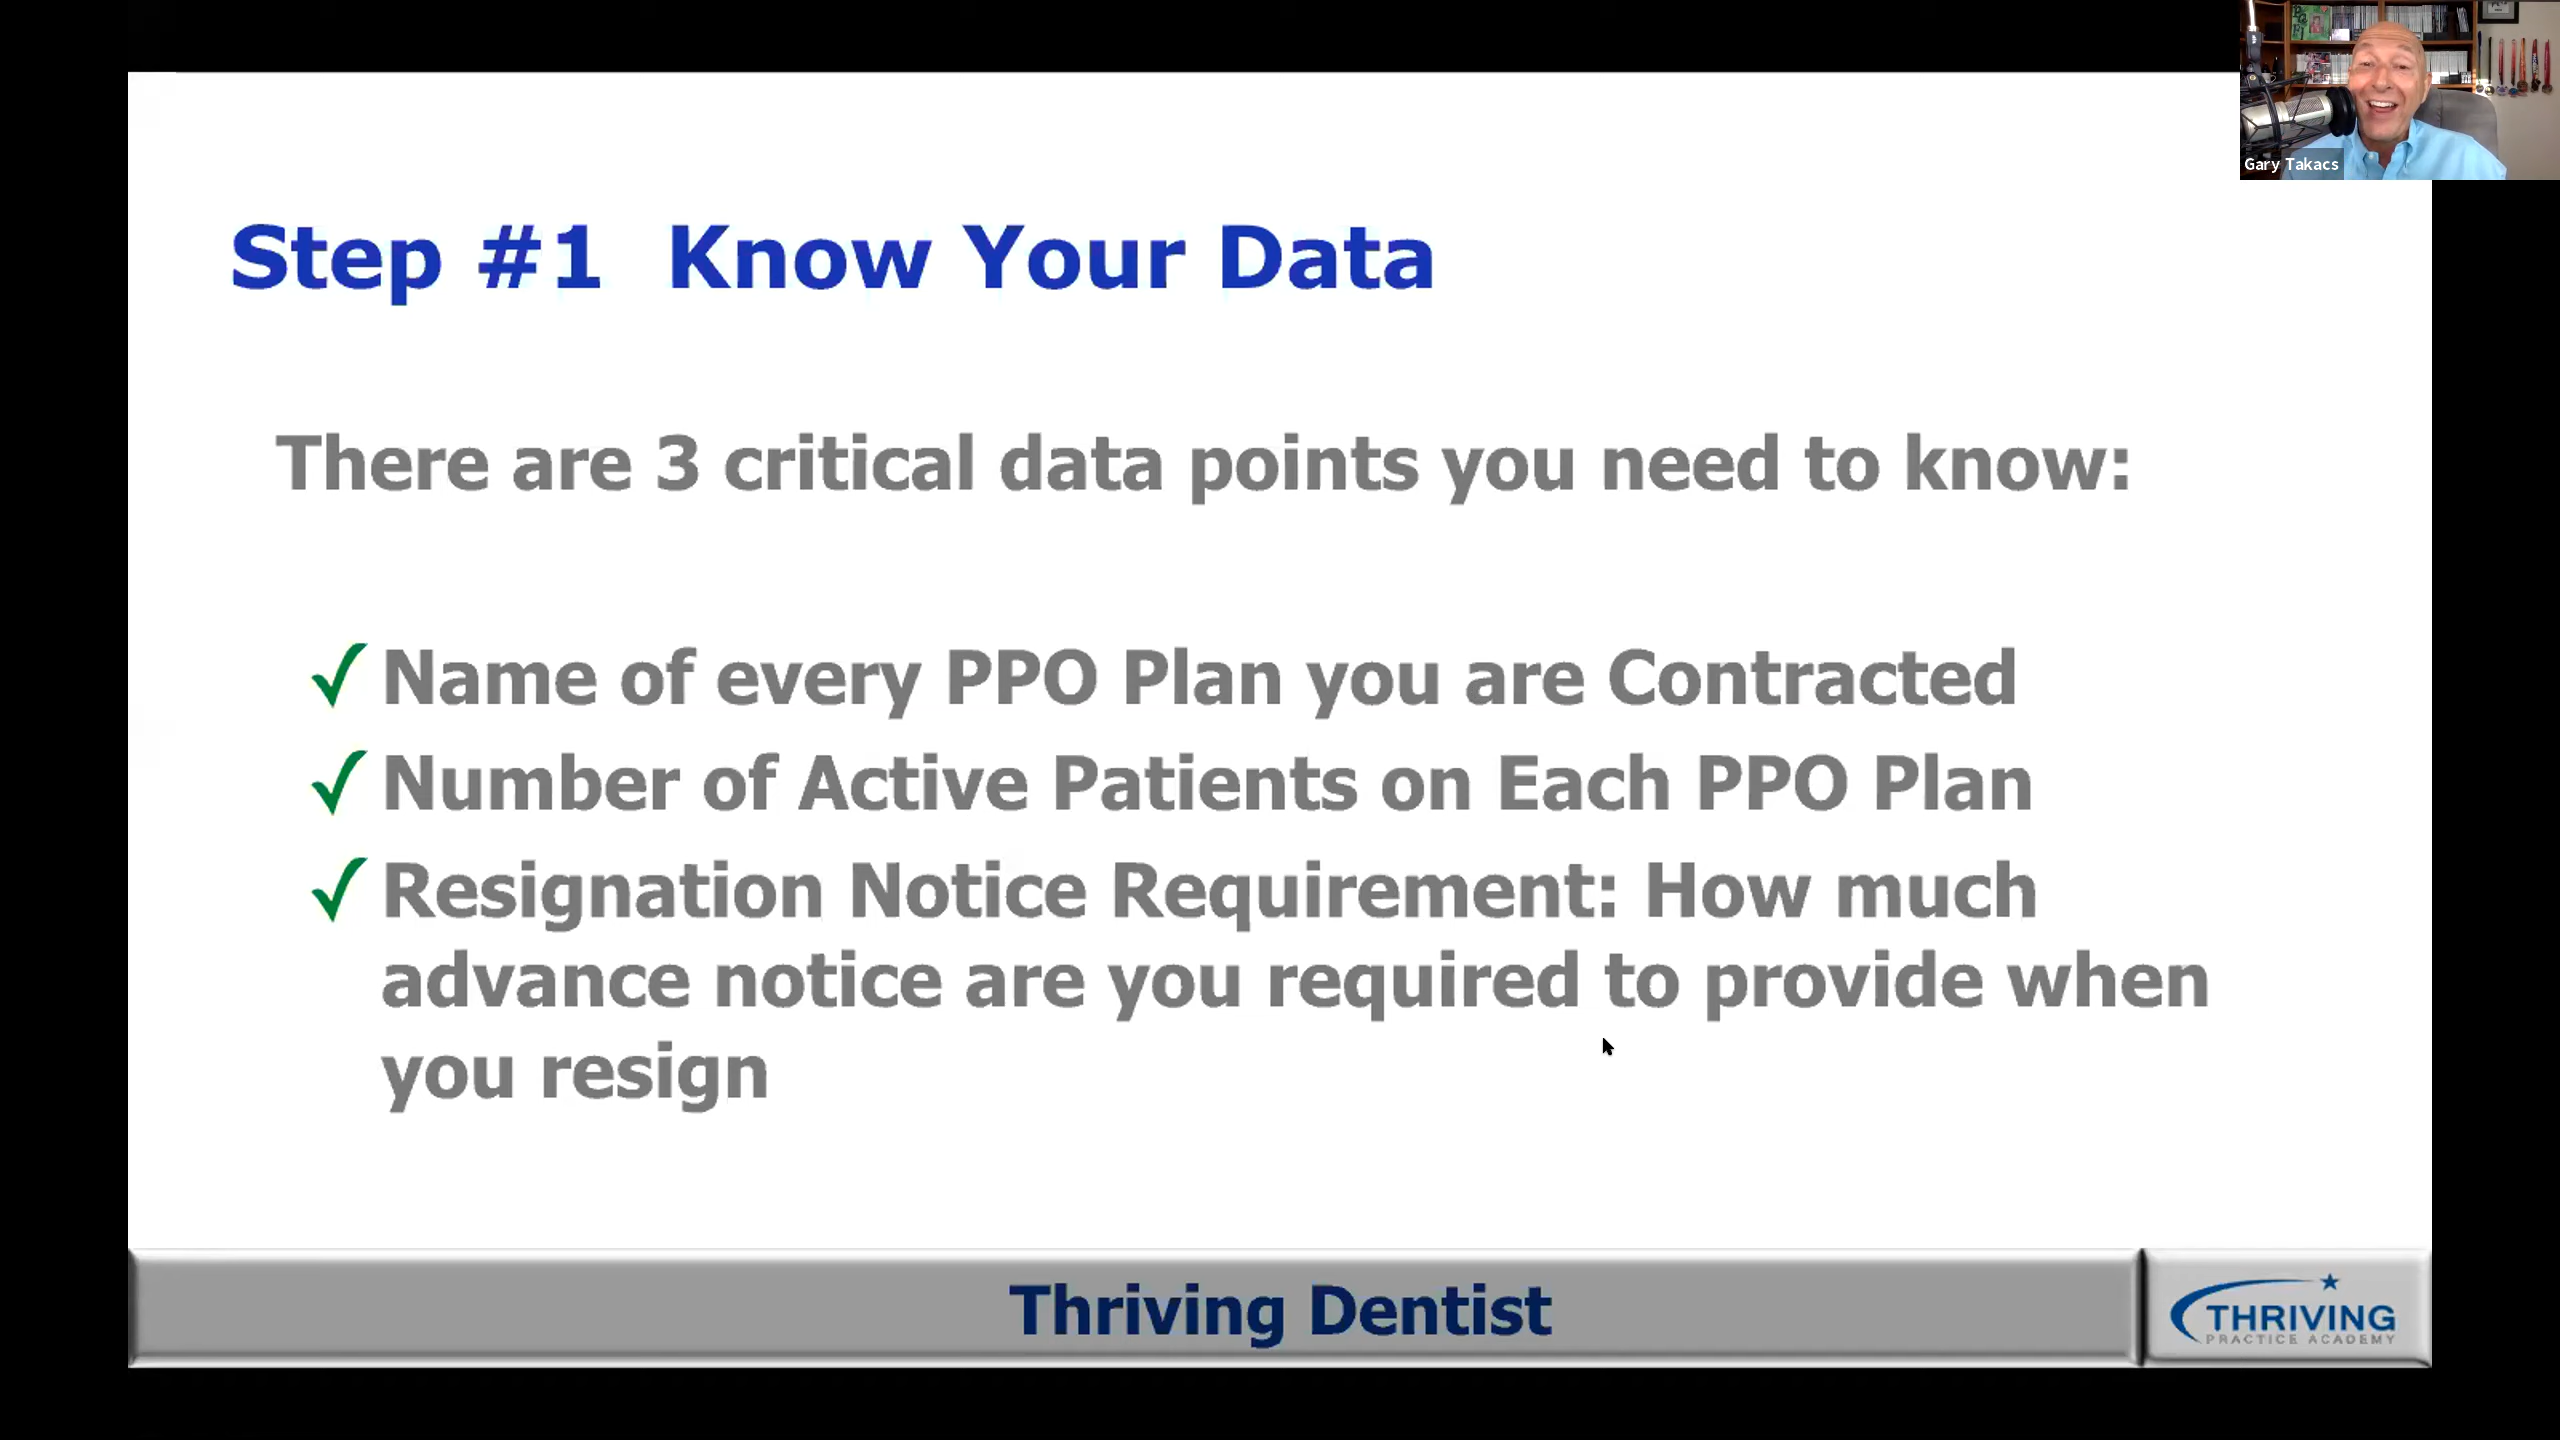 Gary Takacs
Step #1 Know Your Data
There are 3 critical data points you need to know:
✓ Name of every PPO Plan you are Contracted
✓ Number of Active Patients on Each PPO Plan
✓ Resignation Notice Requirement: How much
advance notice are you required to provide when
you resign
Thriving Dentist
THRIVING
PRACTICE ACADEMY